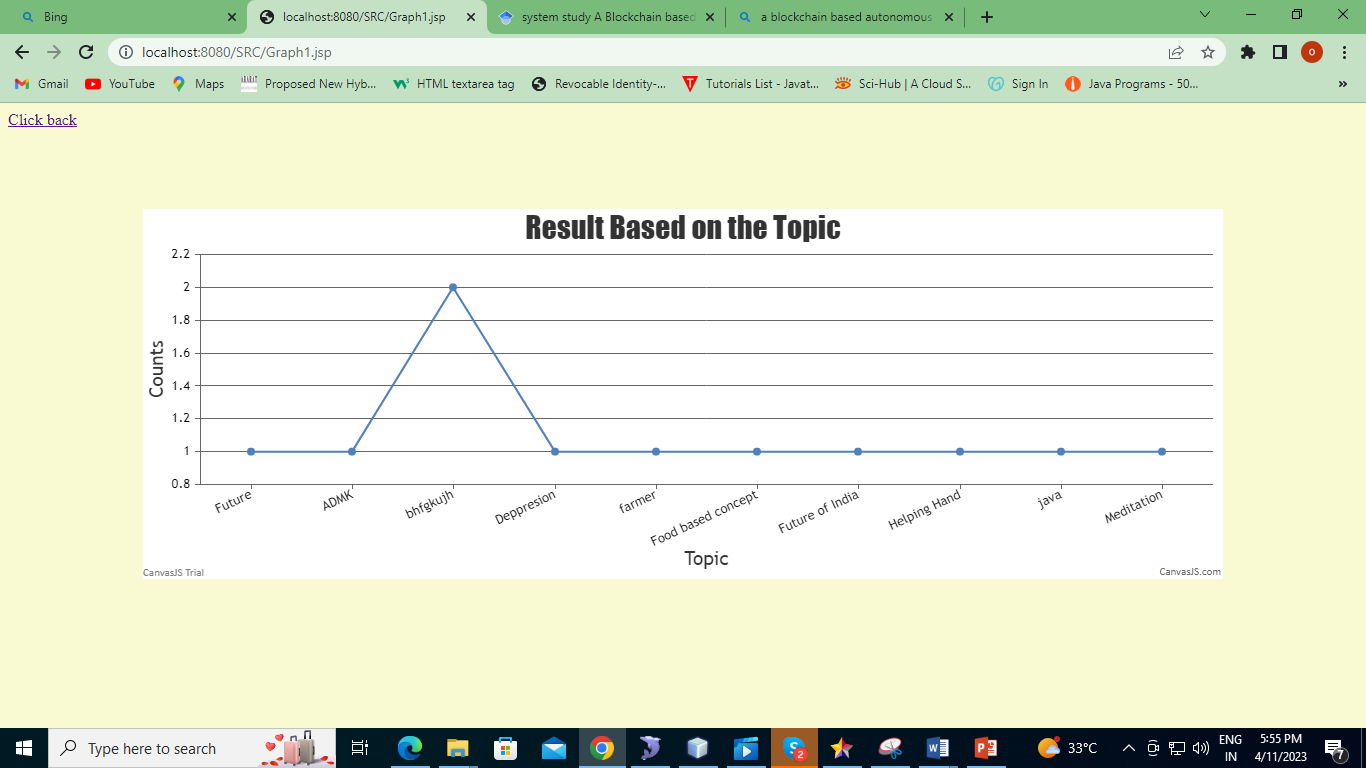 Bing
localhost:8080/SRC/Graph1.jsp
system study A Blockchain based
a blockchain based autonomous
localhost:8080/SRC/Graph1.jsp
O
Gmail
YouTube
Maps
Proposed New Hyb...
HTML textarea tag
Revocable Identity-...
Tutorials List - Javat...
Sci-Hub | A Cloud S...
Sign In
Java Programs - 50...
»
Click back
Result Based on the Topic
Counts
2.2
2
1.8
1.6
1.4
1.2
1
0.8
Future
ADMK
bhfgkujh
Deppresion
farmer
Food based concept
Future of India
Helping Hand
java
Meditation
Topic
CanvasJS Trial
CanvasJS.com
Type here to search
2
33°C
ENG
IN
5:55 PM
4/11/2023
7